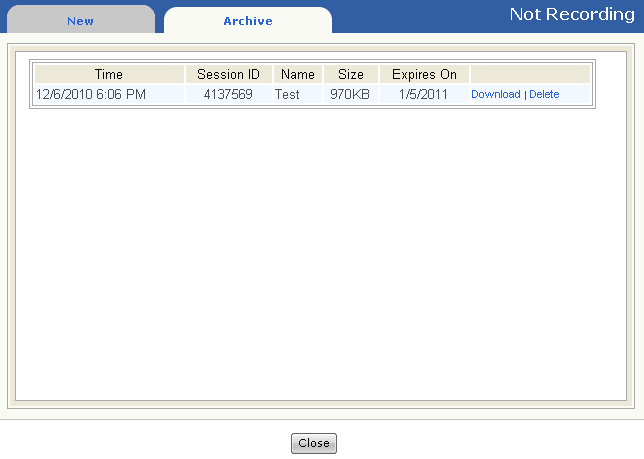 New Archive Not Recording
Time Session ID Name Size Expires On
12/6/2010 6:06 PM 4137569 Test 970KB 1/5/2011 Download | Delete
Close